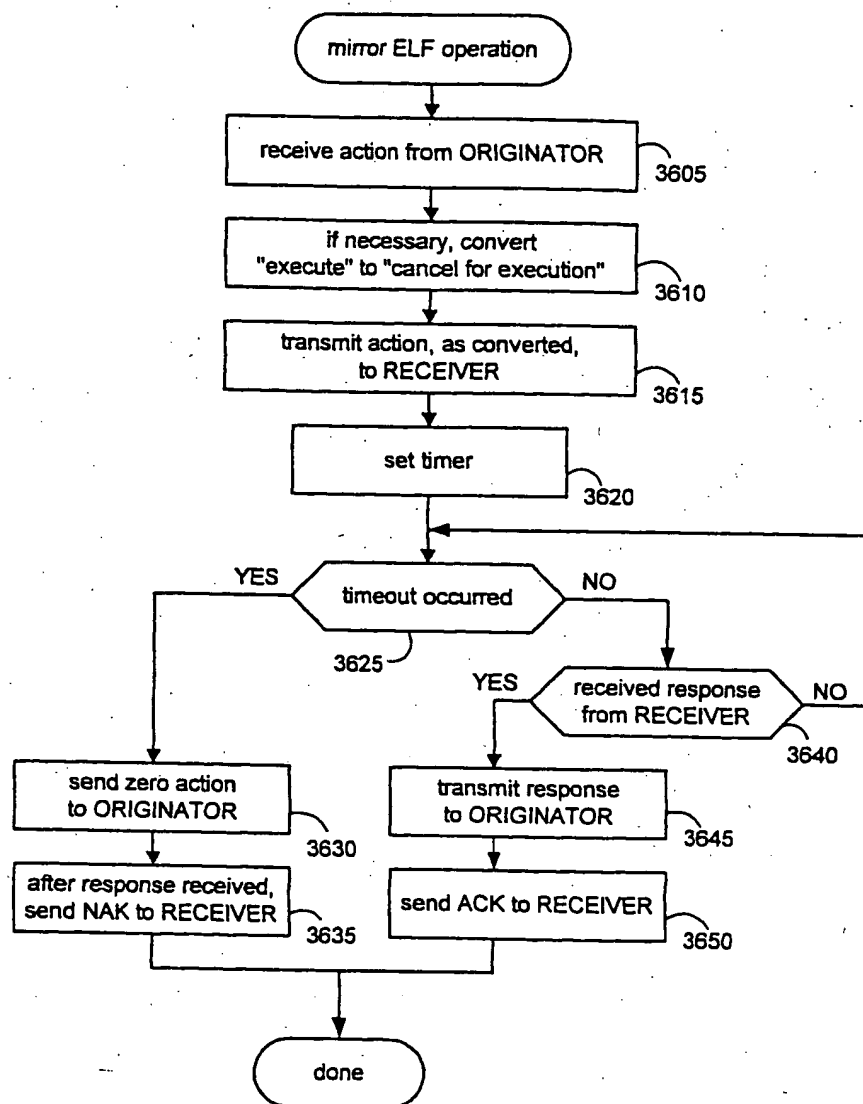 mirror ELF operation
receive action from ORIGINATOR
3605
if necessary, convert
"execute" to "cancel for execution"
3610
transmit action, as converted,
to RECEIVER
3615
set timer
3620
YES
timeout occurred
NO
3625
YES
received response
from RECEIVER
NO
3640
send zero action
to ORIGINATOR
3630
transmit response
to ORIGINATOR
3645
after response received,
send NAK to RECEIVER
3635
send ACK to RECEIVER
3650
done